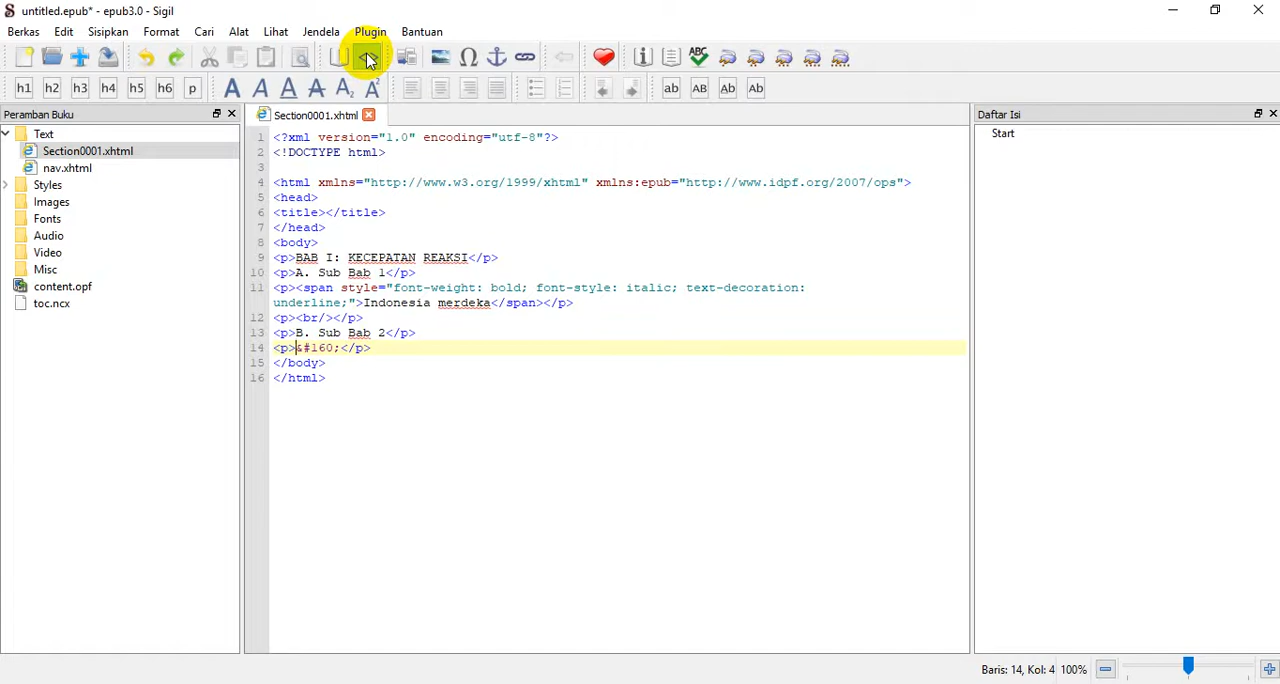 untitled.epub* - epub3.0 - Sigil
Berkas Edit Sisipkan Format Cari Alat Lihat Jendela Plugin Bantuan
ABC
h1 h2 h3 h4 h5 h6 p A A A A A2 A2 ab AB Ab Ab
Peramban Buku
Text
Section0001.xhtml
nav.xhtml
Styles
Images
Fonts
Audio
Video
Misc
content.opf
toc.ncx
Section0001.xhtml
1 <?xml version="1.0" encoding="utf-8"?>
2 <!DOCTYPE html>
3
4 <html xmlns="http://www.w3.org/1999/xhtml" xmlns:epub="http://www.idpf.org/2007/ops">
5 <head>
6 <title></title>
7 </head>
8 <body>
9 <p>BAB I: KECEPATAN REAKSI</p>
10 <p>A. Sub Bab 1</p>
11 <p><span style="font-weight: bold; font-style: italic; text-decoration:
underline;">Indonesia merdeka</span></p>
12 <p><br/></p>
13 <p>B. Sub Bab 2</p>
14 <p>&#160;</p>
15 </body>
16 </html>
Daftar Isi
Start
Baris: 14, Kol: 4 100%